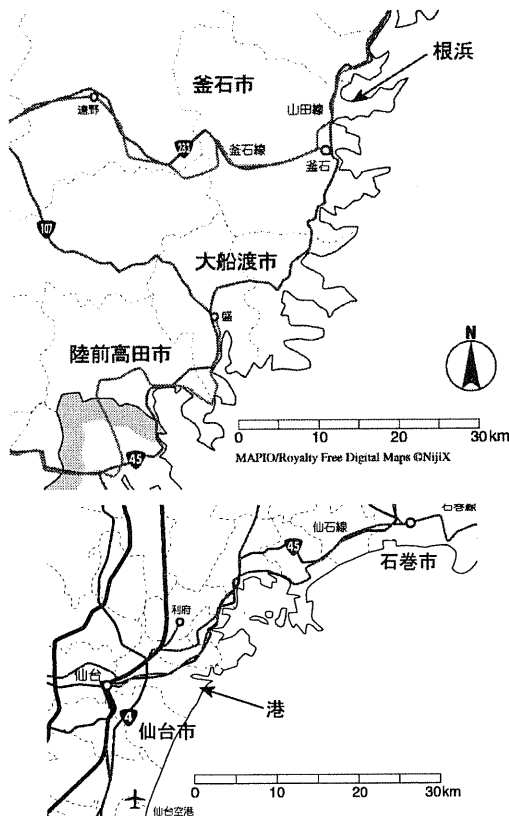 根浜
釜石市
山田線
遠野
283
釜石線
釜石
107
大船渡市
盛
陸前高田市
N
45
0 10 20 30km
MAPIO/Royalty Free Digital Maps ©NijiX
石巻線
仙石線
45
石巻市
利府
仙台
港
4
仙台市
0 10 20 30km
仙台空港